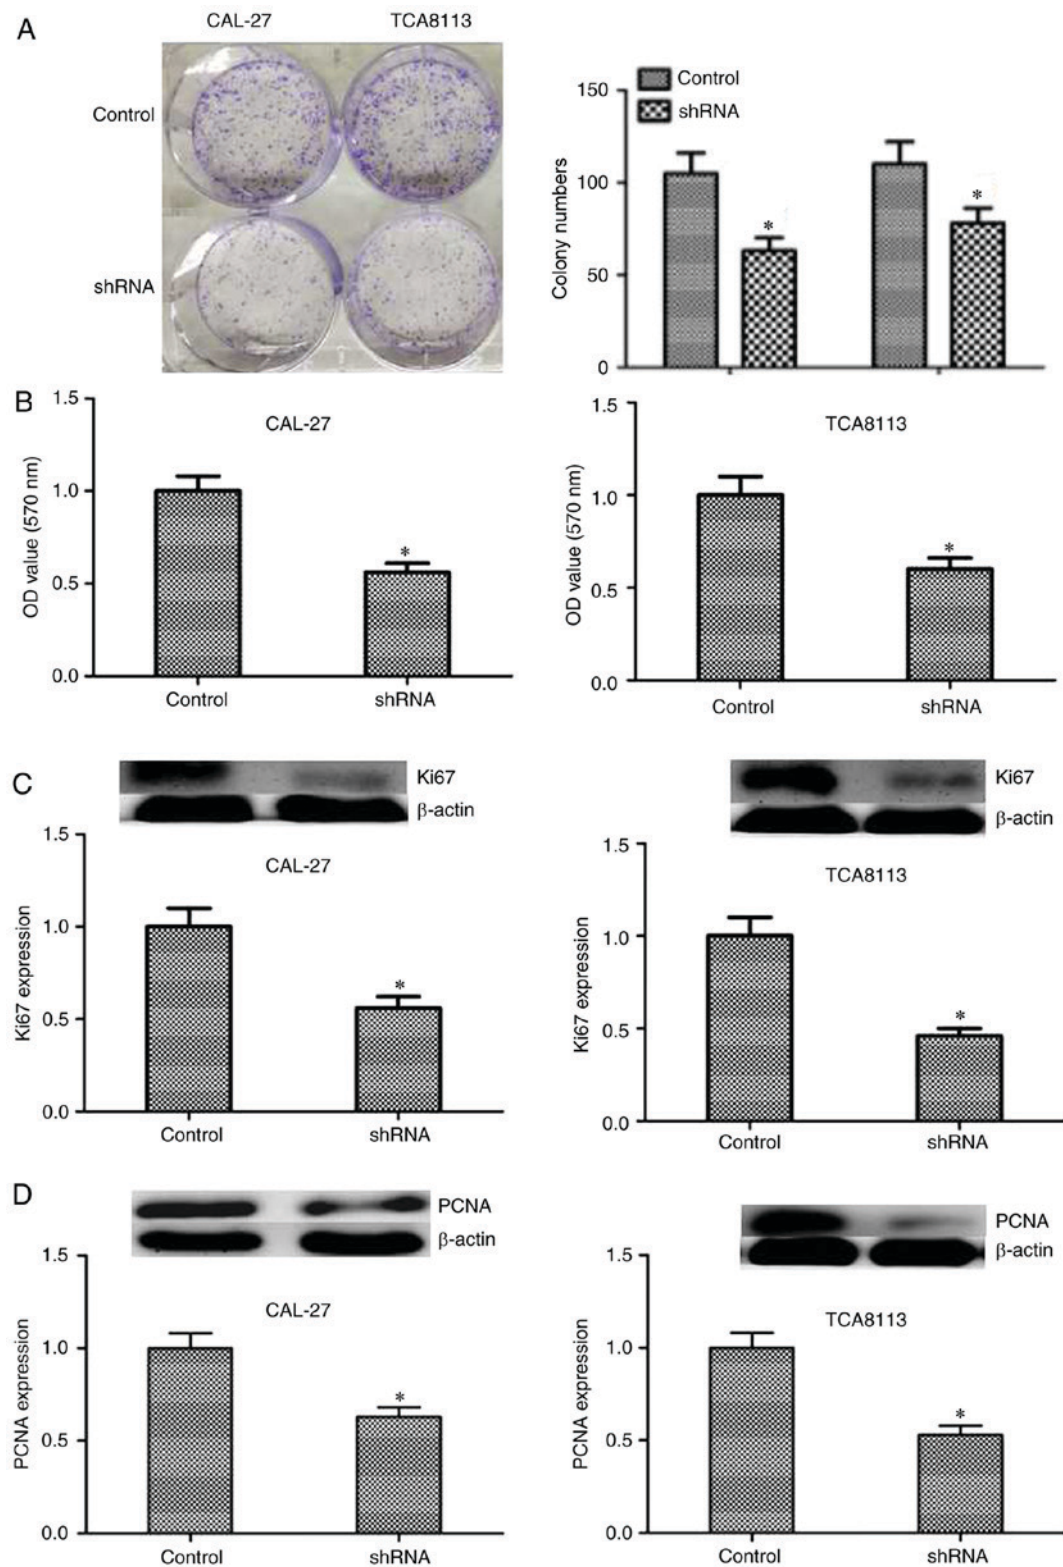 A
CAL-27 TCA8113
Control
shRNA
Control
shRNA
Colony numbers
150
100
50
0
*
*
B
CAL-27
OD value (570 nm)
1.5
1.0
0.5
0.0
*
Control shRNA
TCA8113
OD value (570 nm)
1.5
1.0
0.5
0.0
*
Control shRNA
C
Ki67
β-actin
CAL-27
Ki67 expression
1.5
1.0
0.5
0.0
*
Control shRNA
Ki67
β-actin
TCA8113
Ki67 expression
1.5
1.0
0.5
0.0
*
Control shRNA
D
PCNA
β-actin
CAL-27
PCNA expression
1.5
1.0
0.5
0.0
*
Control shRNA
PCNA
β-actin
TCA8113
PCNA expression
1.5
1.0
0.5
0.0
*
Control shRNA